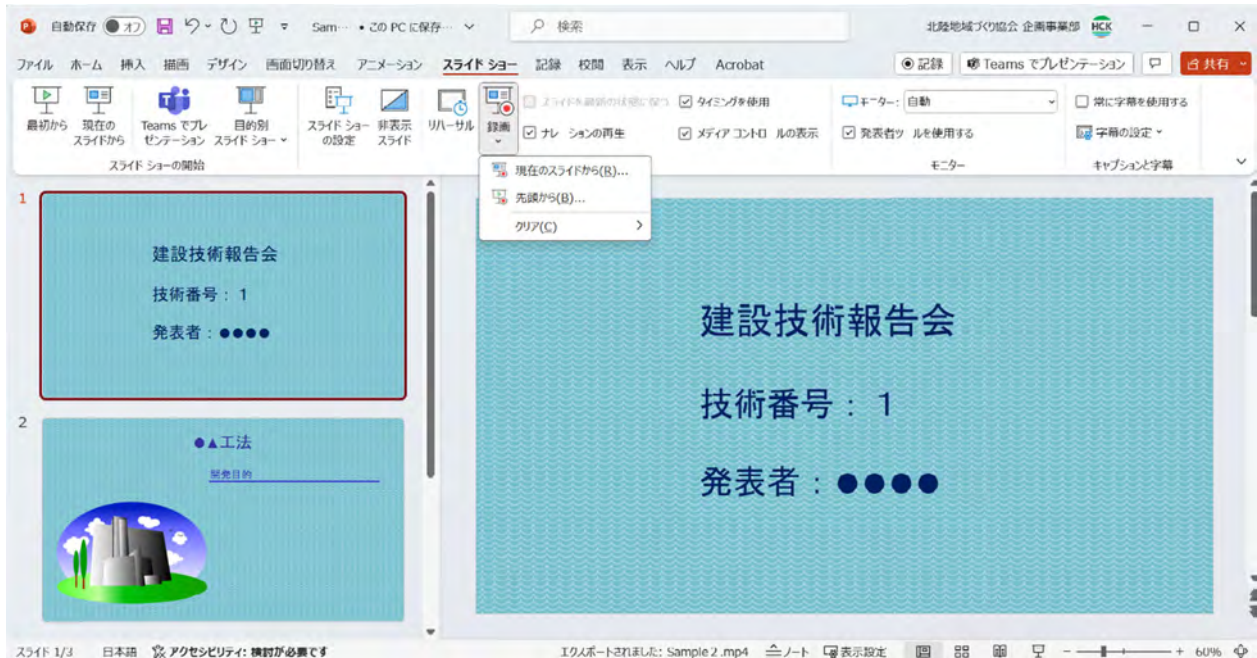 自動保存 オフ Sam… • この PC に保存… 検索 北陸地域づくり協会 企画事業部 HCK
ファイル ホーム 挿入 描画 デザイン 画面切り替え アニメーション スライド ショー 記録 校閲 表示 ヘルプ Acrobat 記録 Teams でプレゼンテーション 共有
最初から 現在の スライドから Teams でプレ ゼンテーション 目的別 スライド ショー スライド ショー の設定 非表示 スライド リハーサル 録画
スライドを最新の状態に保つ タイミングを使用 モニター: 自動 常に字幕を使用する
ナレ ションの再生 メディア コントロ ルの表示 発表者ツ ルを使用する 字幕の設定
スライド ショーの開始 モニター キャプションと字幕
現在のスライドから(R)...
先頭から(B)...
クリア(C)
1
建設技術報告会
技術番号：1
発表者：●●●●
2
●▲工法
開発目的
建設技術報告会
技術番号：1
発表者：●●●●
スライド 1/3 日本語 アクセシビリティ: 検討が必要です エクスポートされました: Sample2.mp4 ノート 表示設定 60%